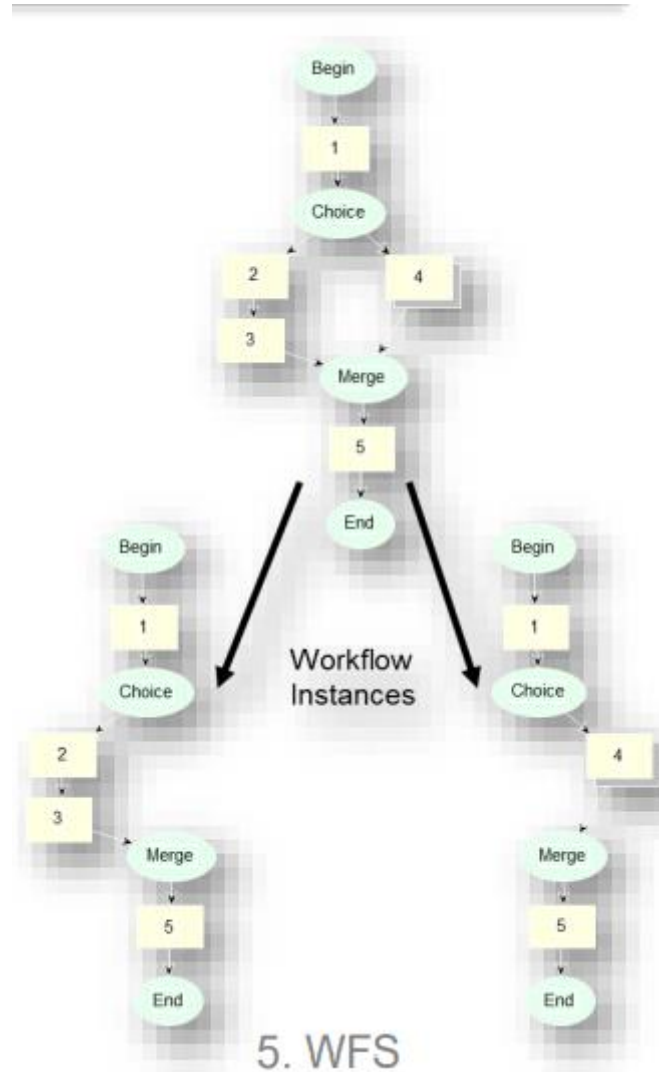 Begin
1
Choice
2
4
3
Merge
5
End
Begin
1
Choice
2
3
Merge
5
End
Workflow
Instances
Begin
1
Choice
4
Merge
5
End
5. WFS